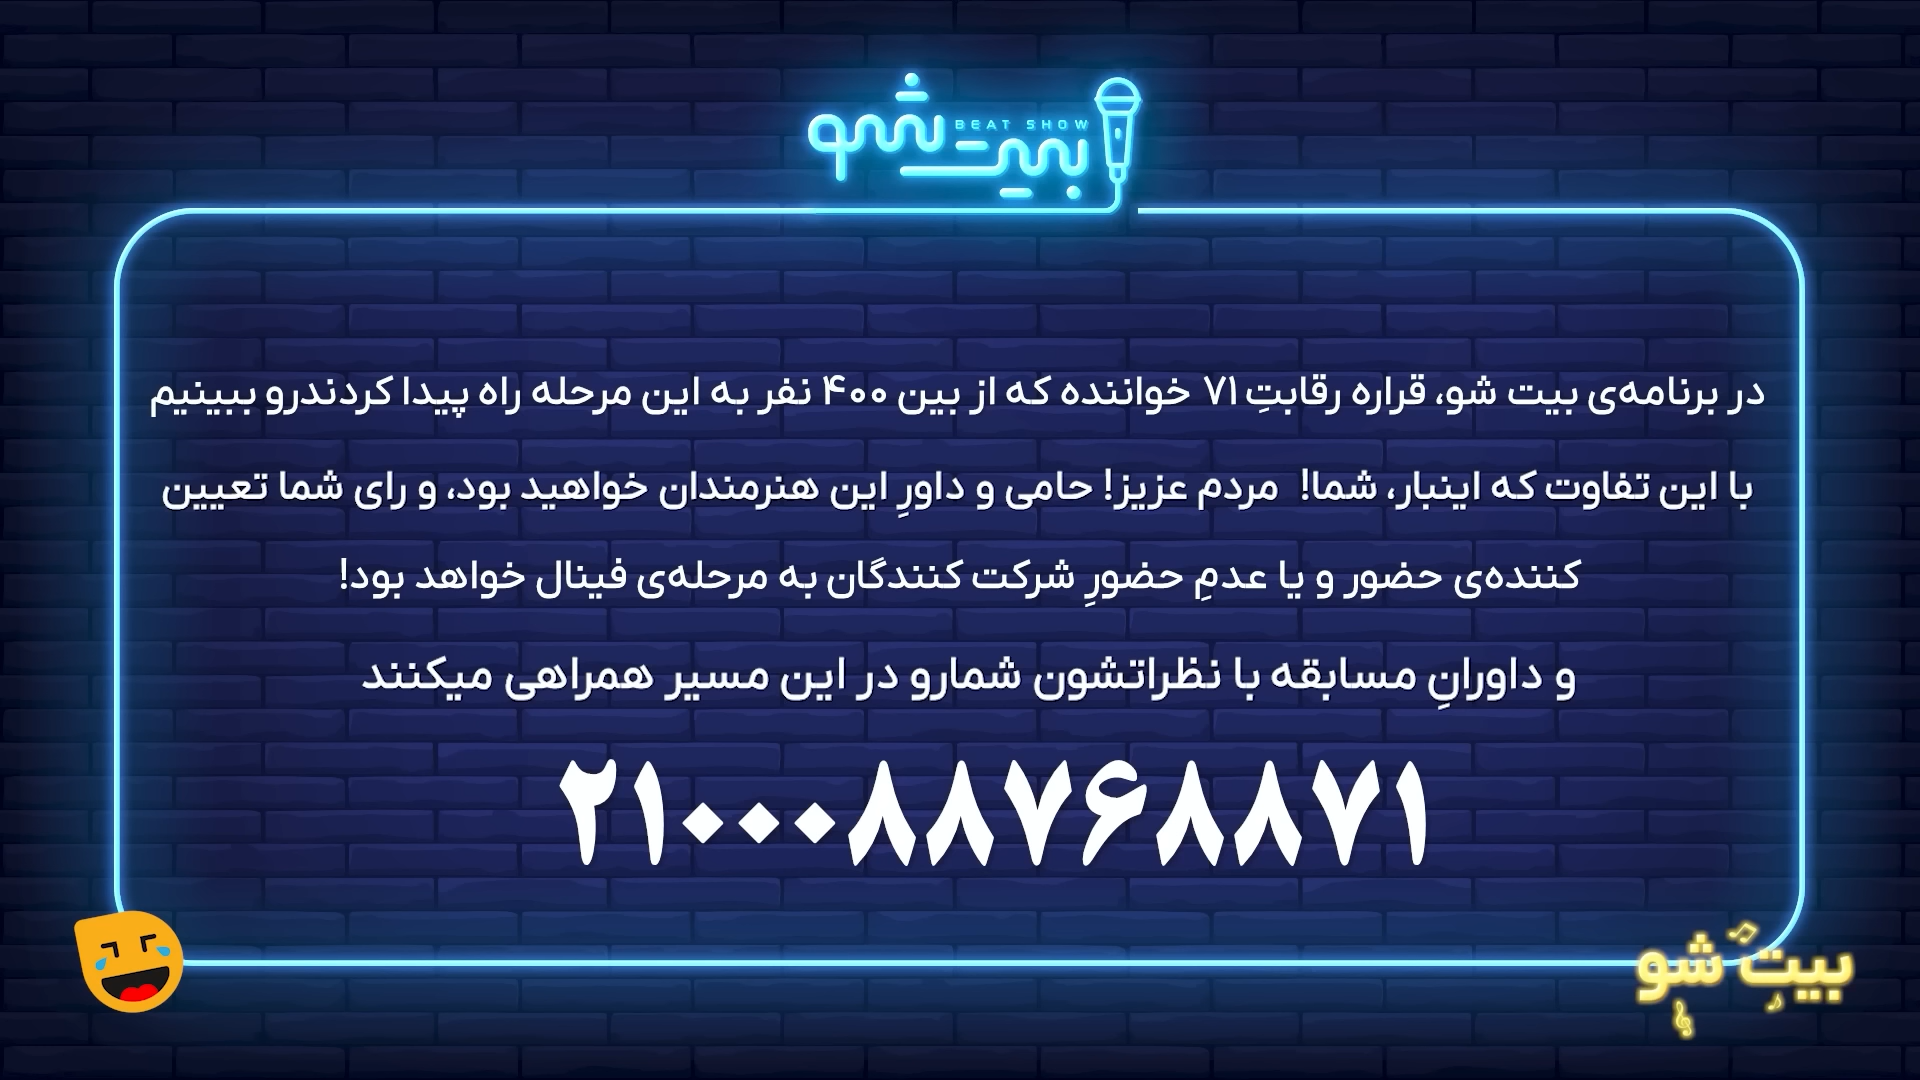 بیت شو
BEAT SHOW
در برنامه‌ی بیت شو، قراره رقابتِ ۷۱ خواننده که از بین ۴۰۰ نفر به این مرحله راه پیدا کردندرو ببینیم
با این تفاوت که اینبار، شما! مردم عزیز! حامی و داورِ این هنرمندان خواهید بود، و رای شما تعیین
کننده‌ی حضور و یا عدمِ حضورِ شرکت کنندگان به مرحله‌ی فینال خواهد بود!
و داورانِ مسابقه با نظراتشون شمارو در این مسیر همراهی میکنند
۲۱۰۰۰۸۸۷۶۸۸۷۱
بیت شو